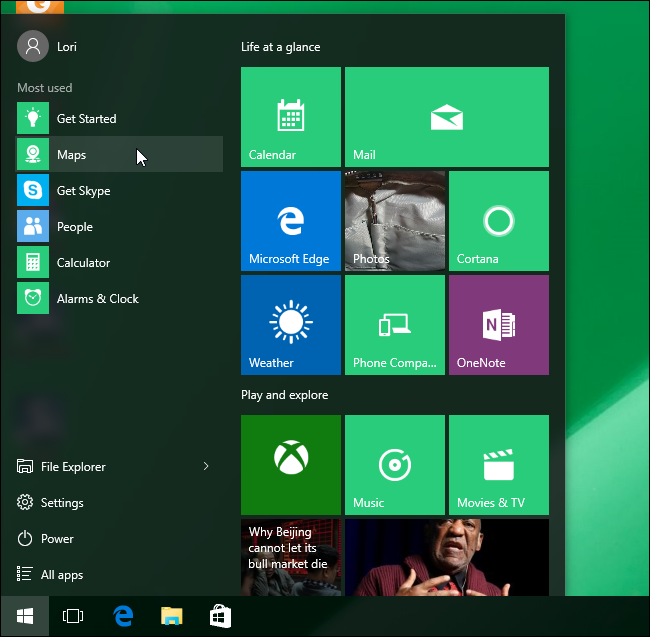 Lori
Most used
Get Started
Maps
Get Skype
People
Calculator
Alarms & Clock
File Explorer
Settings
Power
All apps
Life at a glance
Calendar
Mail
Microsoft Edge
Photos
Cortana
Weather
Phone Compa...
OneNote
Play and explore
Music
Movies & TV
Why Beijing
cannot let its
bull market die